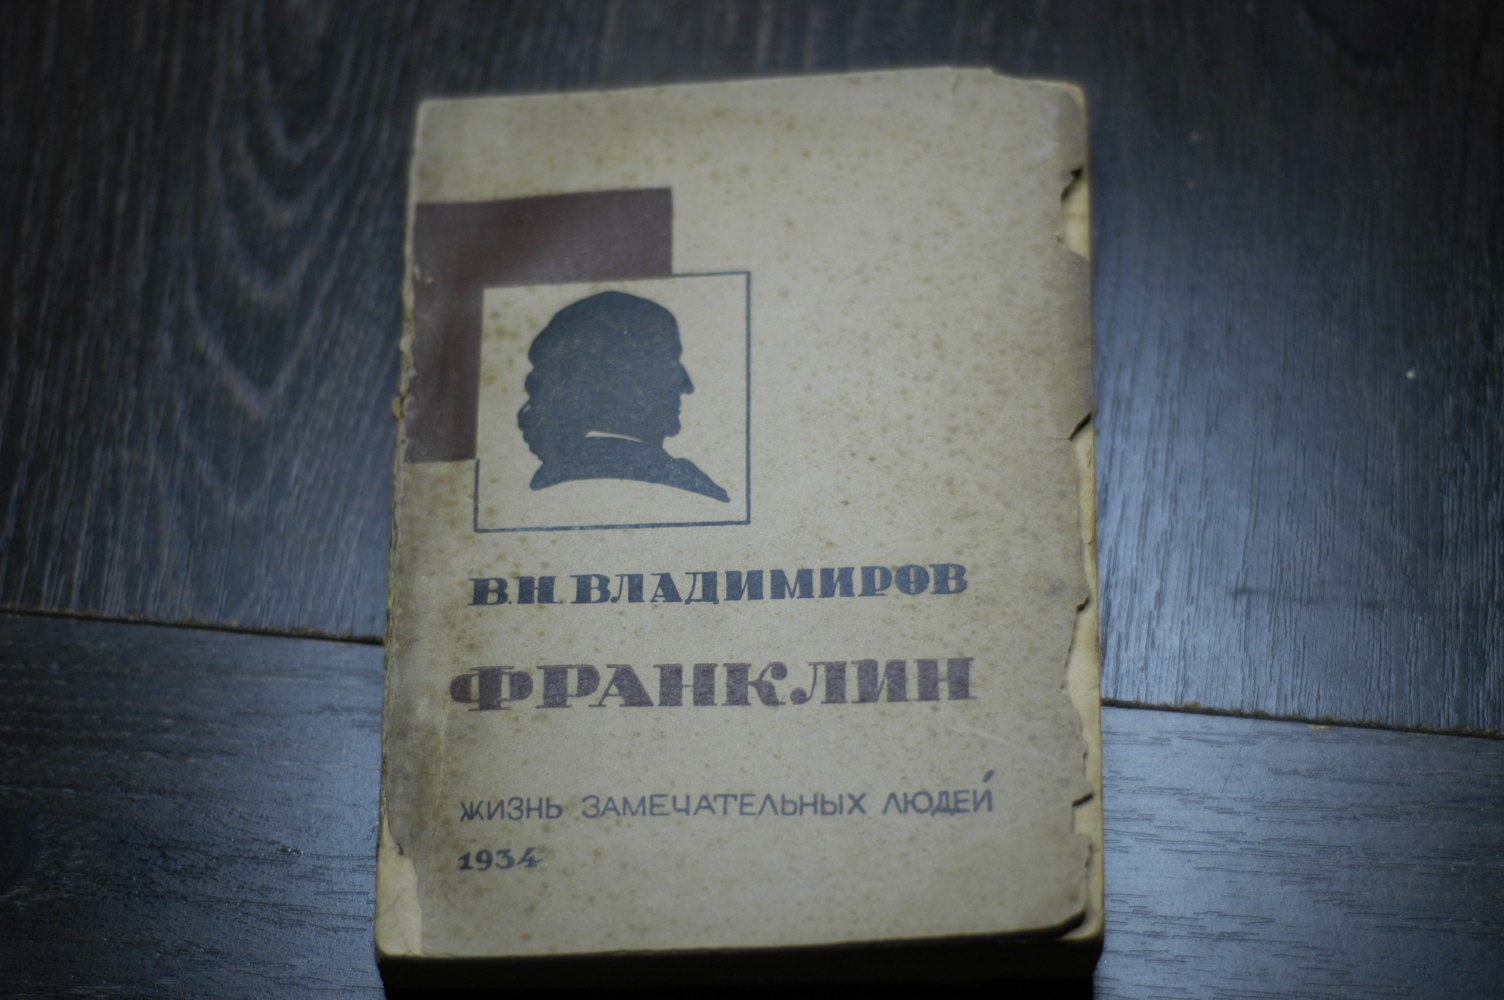 В. Н. ВЛАДИМИРОВ
ФРАНКЛИН
ЖИЗНЬ ЗАМЕЧАТЕЛЬНЫХ ЛЮДЕЙ
1934